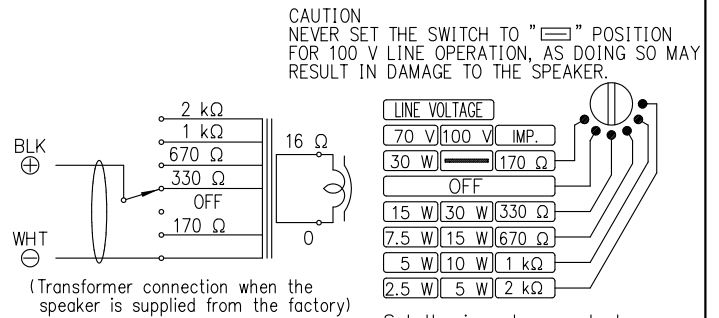 CAUTION
NEVER SET THE SWITCH TO "▭" POSITION
FOR 100 V LINE OPERATION, AS DOING SO MAY
RESULT IN DAMAGE TO THE SPEAKER.
BLK
⊕
WHT
⊖
2 kΩ
1 kΩ
670 Ω
330 Ω
OFF
170 Ω
16 Ω
0
(Transformer connection when the
speaker is supplied from the factory)
LINE VOLTAGE
70 V 100 V IMP.
30 W 170 Ω
OFF
15 W 30 W 330 Ω
7.5 W 15 W 670 Ω
5 W 10 W 1 kΩ
2.5 W 5 W 2 kΩ